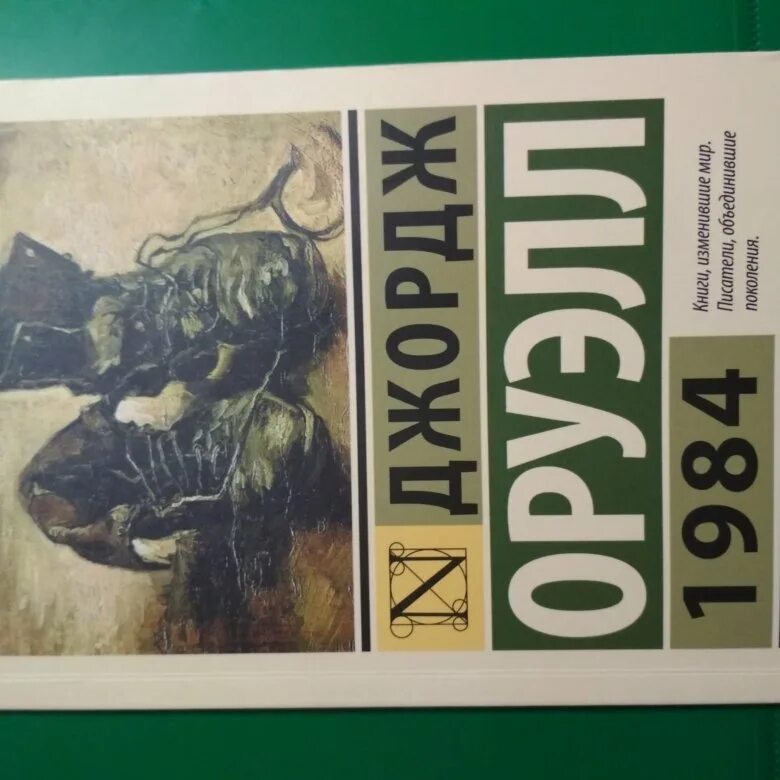 ДЖОРДЖ
ОРУЭЛЛ
1984
Книги, изменившие мир.
Писатели, объединившие
поколения.